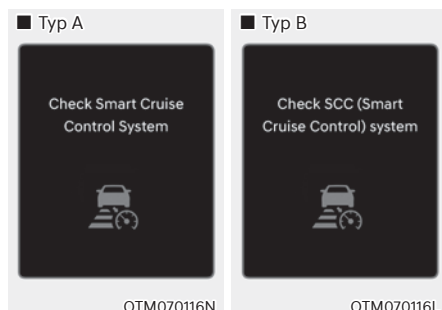 ■ Typ A
Check Smart Cruise
Control System
OTM070116N
■ Typ B
Check SCC (Smart
Cruise Control) system
OTM070116L